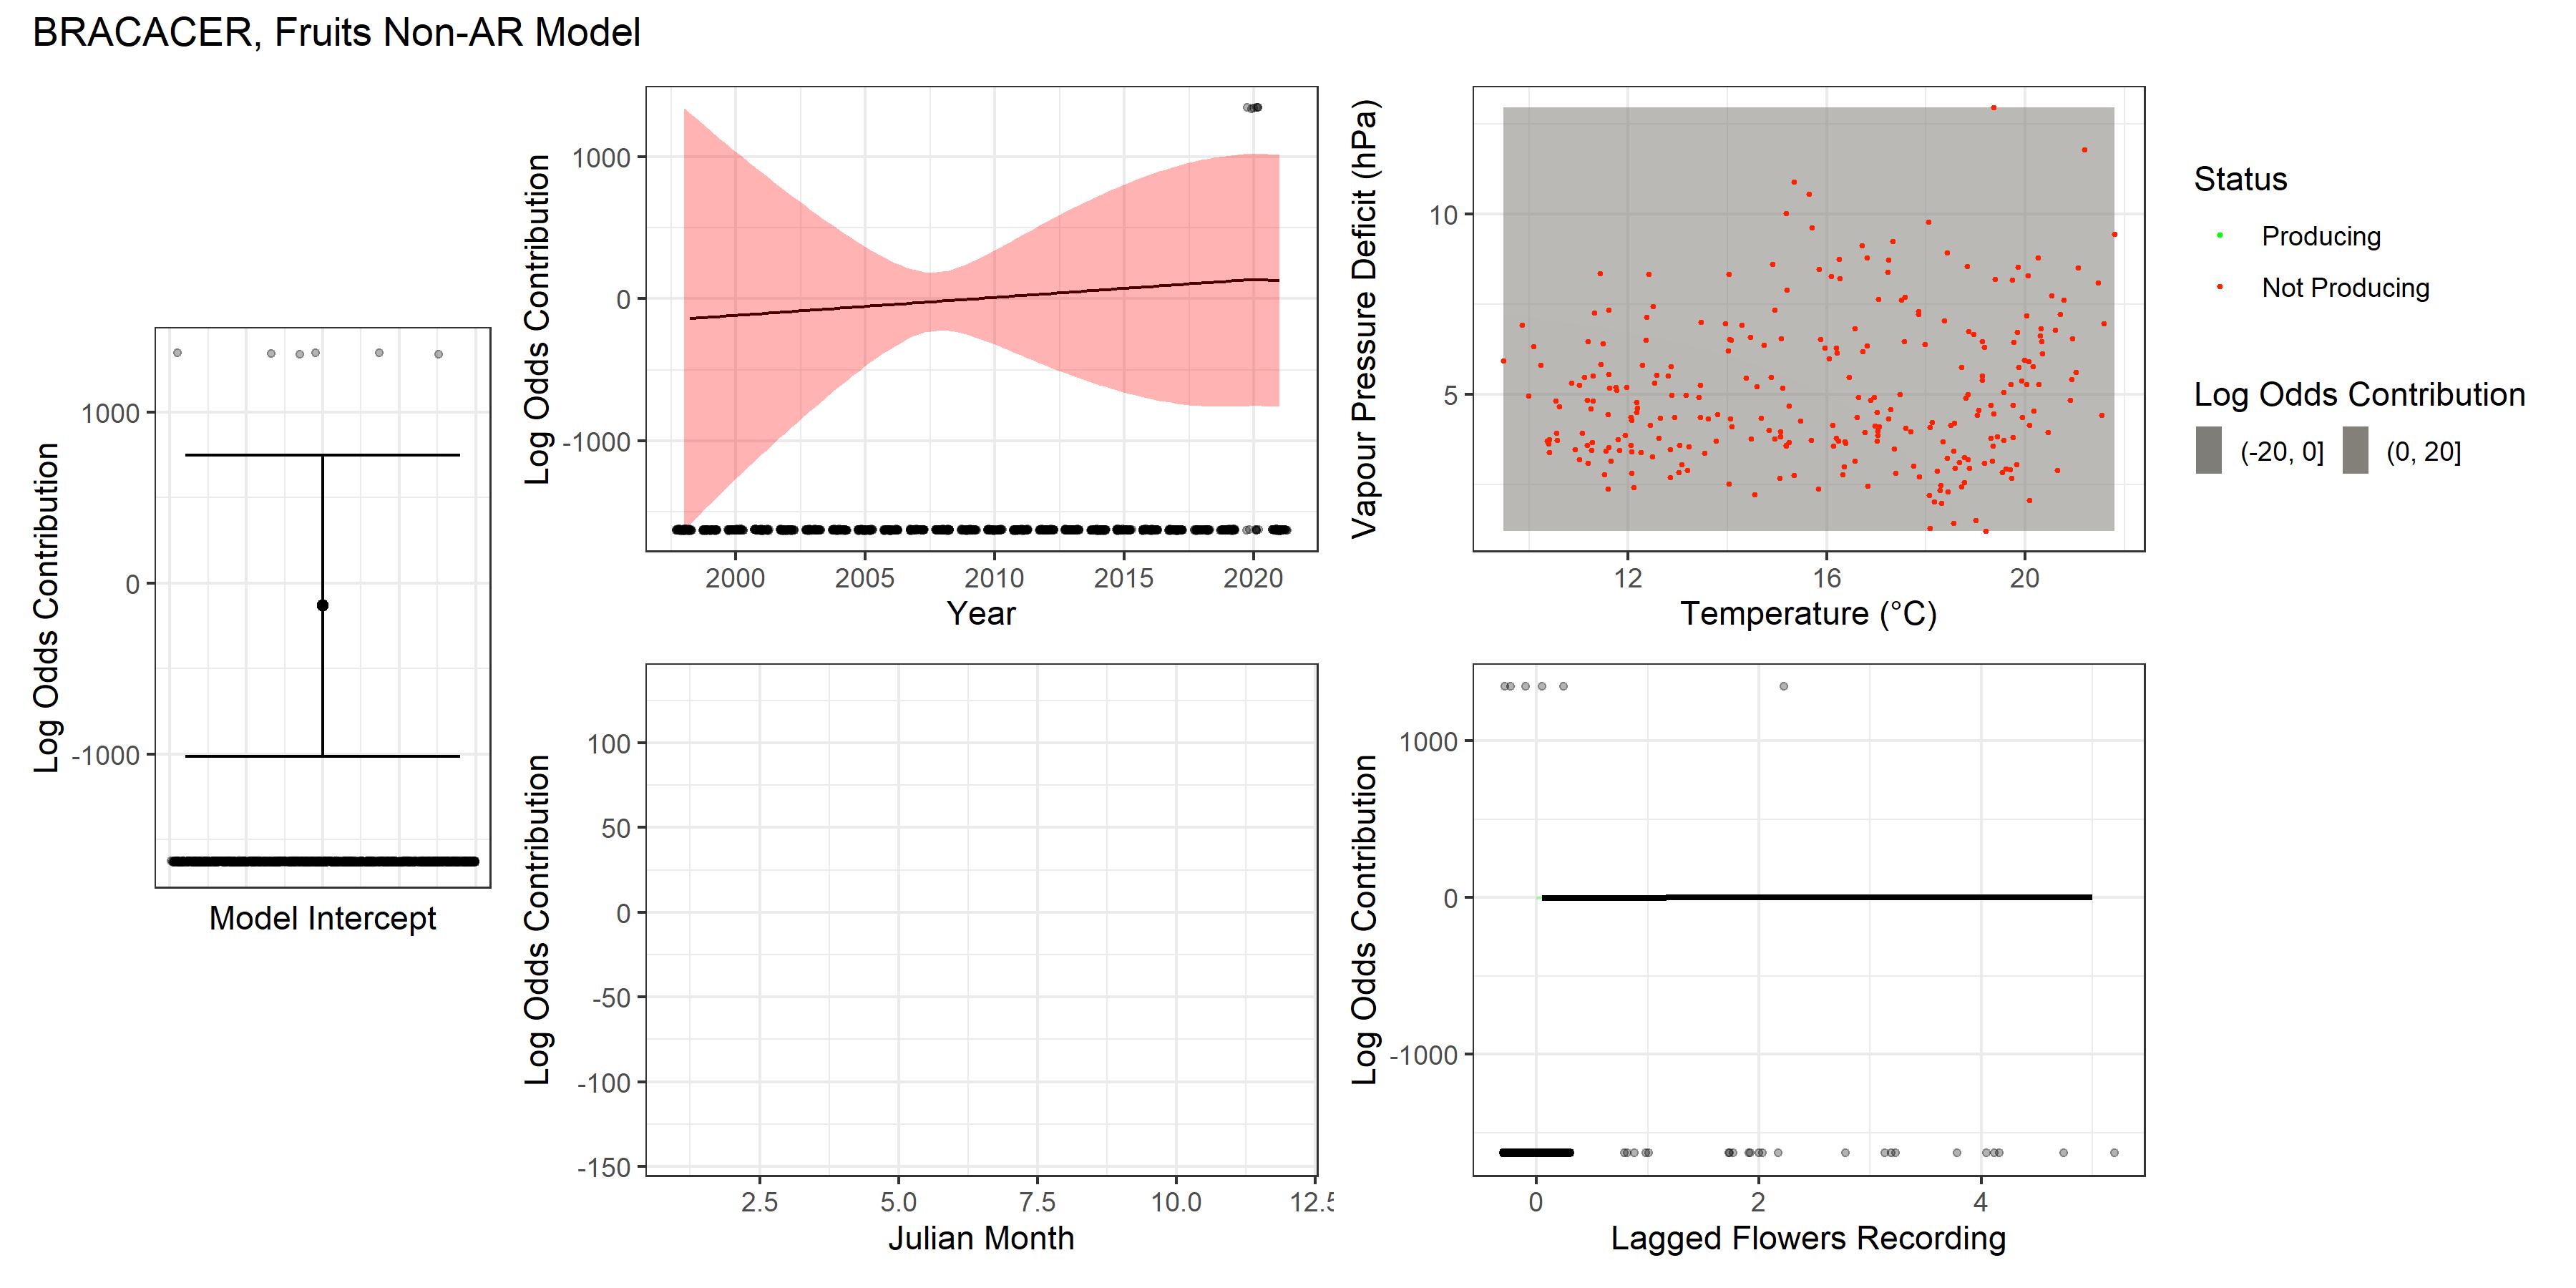 BRACACER, Fruits Non-AR Model
Log Odds Contribution
1000
0
-1000
Model Intercept
Log Odds Contribution
1000
0
-1000
2000 2005 2010 2015 2020
Year
Vapour Pressure Deficit (hPa)
10
5
12 16 20
Temperature (°C)
Status
Producing
Not Producing
Log Odds Contribution
(-20, 0] (0, 20]
Log Odds Contribution
100
50
0
-50
-100
-150
2.5 5.0 7.5 10.0 12.5
Julian Month
Log Odds Contribution
1000
0
-1000
0 2 4
Lagged Flowers Recording